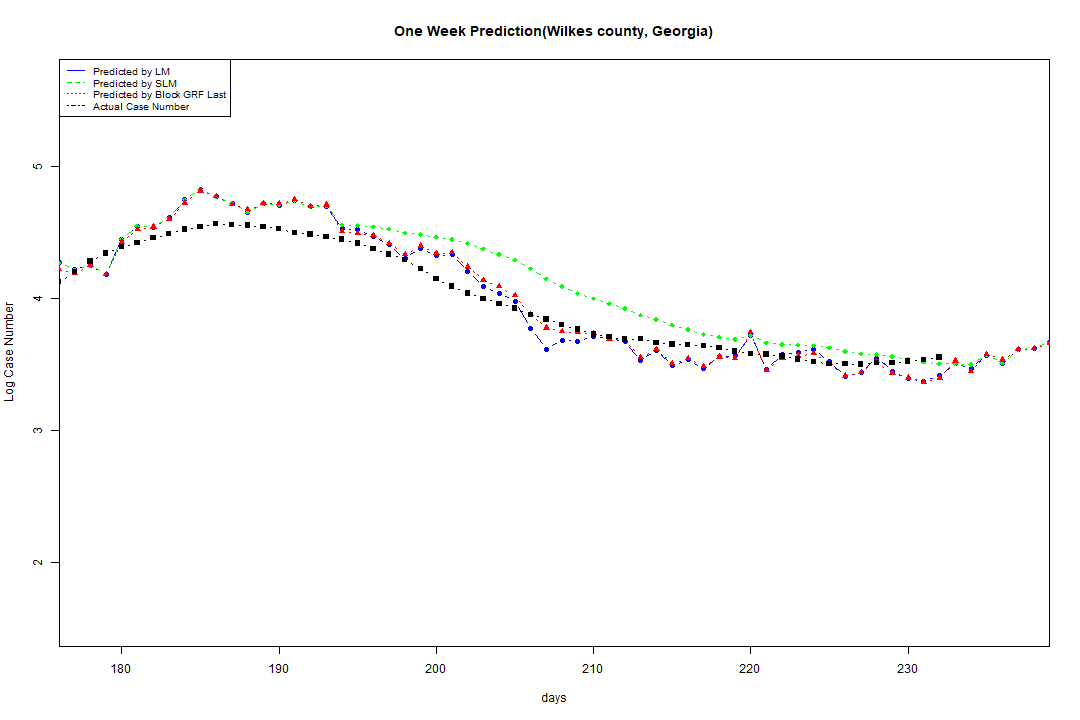 One Week Prediction(Wilkes county, Georgia)
Predicted by LM
Predicted by SLM
Predicted by Block GRF Last
Actual Case Number
5
4
3
2
Log Case Number
180 190 200 210 220 230
days